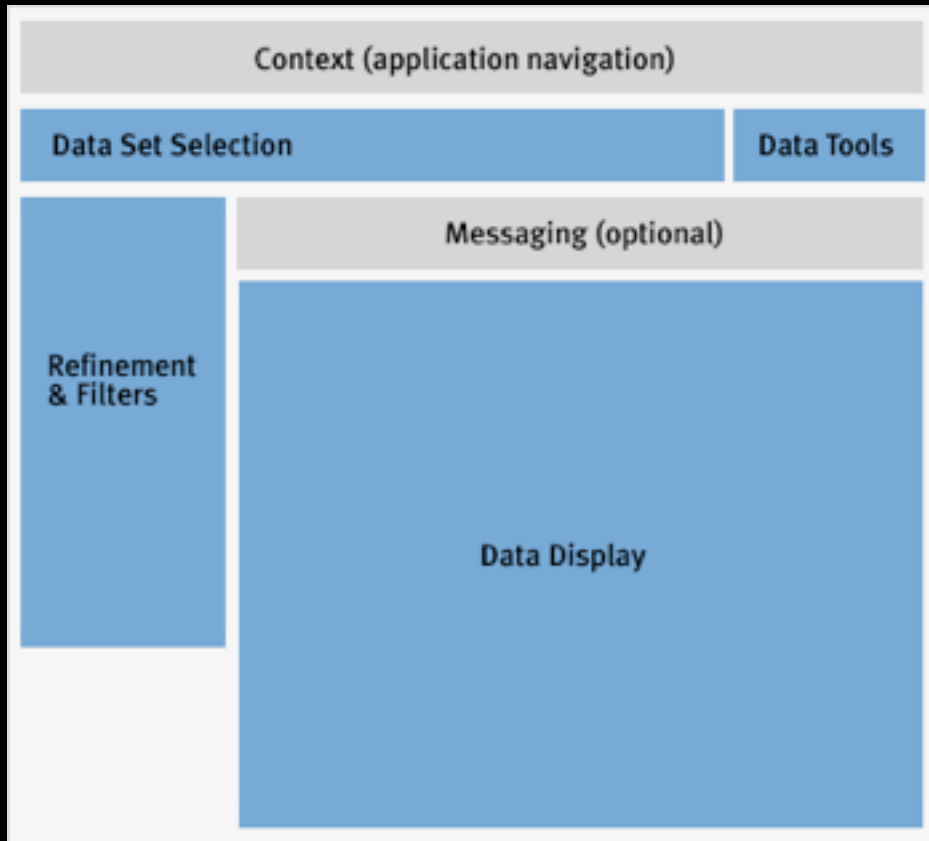 Context (application navigation)
Data Set Selection
Data Tools
Messaging (optional)
Refinement
& Filters
Data Display